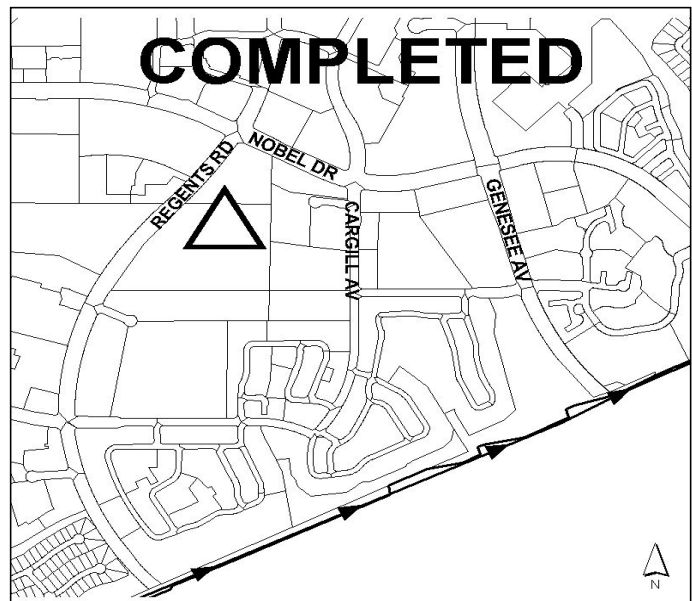 COMPLETED
NOBEL DR
REGENTS RD
CARGILL AV
GENESEE AV
N